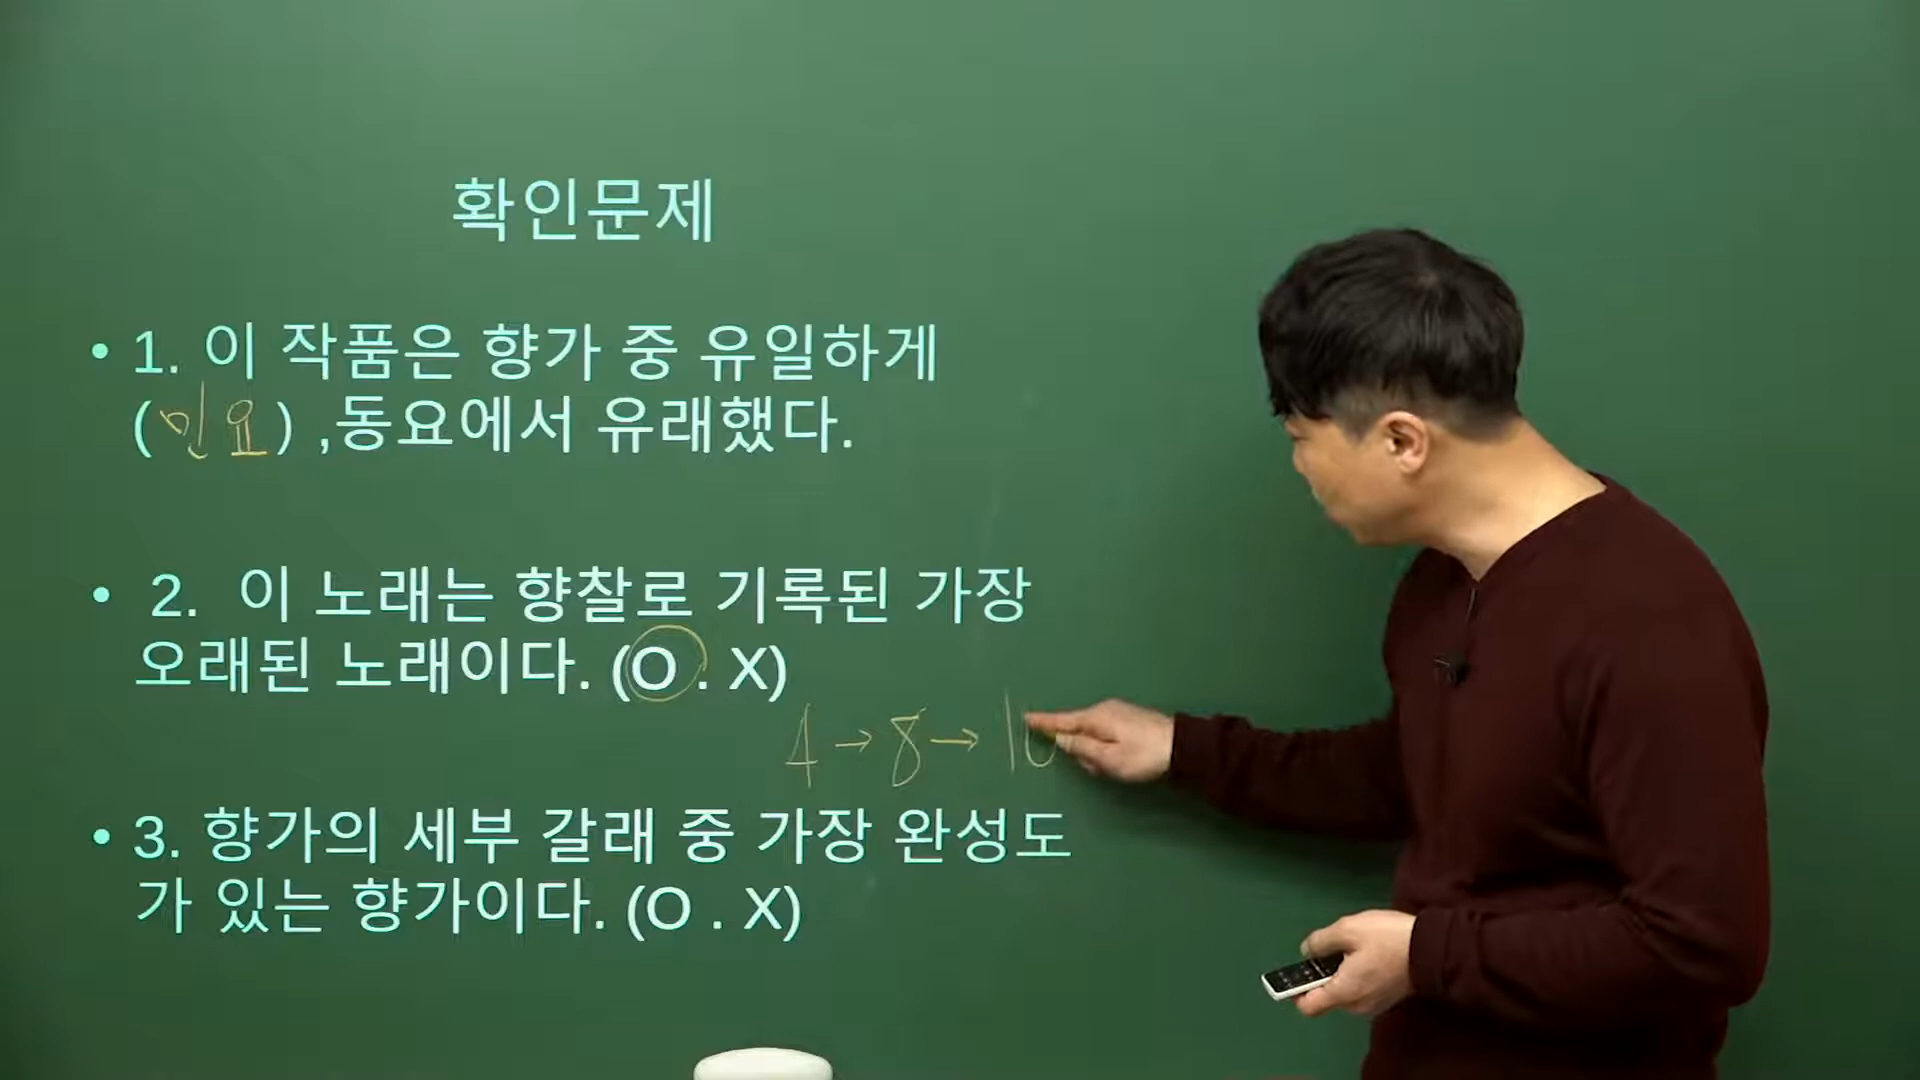 확인문제
• 1. 이 작품은 향가 중 유일하게
(민요) ,동요에서 유래했다.
• 2. 이 노래는 향찰로 기록된 가장
오래된 노래이다. (O . X)
4→8→10
• 3. 향가의 세부 갈래 중 가장 완성도
가 있는 향가이다. (O . X)